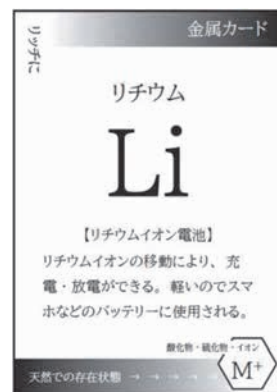 金属カード
リッチに
リチウム
Li
【リチウムイオン電池】
リチウムイオンの移動により、充
電・放電ができる。軽いのでスマ
ホなどのバッテリーに使用される。
酸化物・硫化物・イオン
天然での存在状態 → → → → →
M⁺